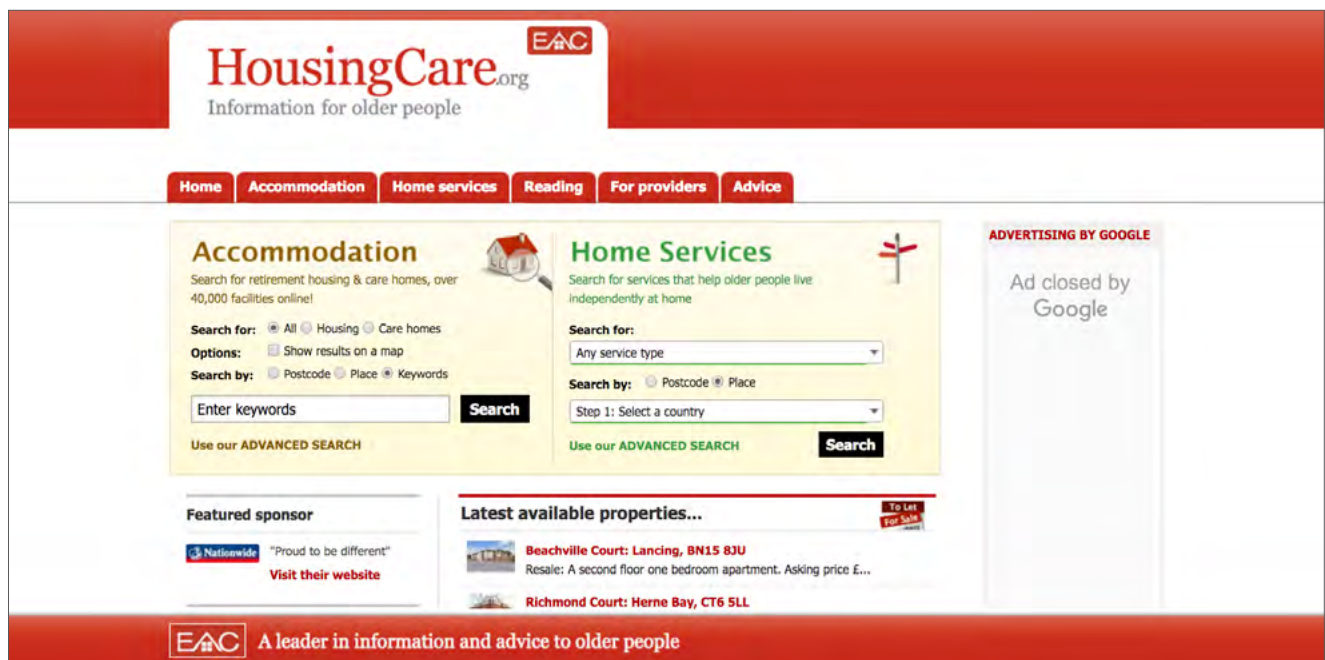 EAC
HousingCare.org
Information for older people
Home Accommodation Home services Reading For providers Advice
Accommodation
Search for retirement housing & care homes, over
40,000 facilities online!
Search for: All Housing Care homes
Options: Show results on a map
Search by: Postcode Place Keywords
Enter keywords Search
Use our ADVANCED SEARCH
Home Services
Search for services that help older people live
independently at home
Search for:
Any service type
Search by: Postcode Place
Step 1: Select a country
Use our ADVANCED SEARCH Search
ADVERTISING BY GOOGLE
Ad closed by
Google
Featured sponsor
Nationwide "Proud to be different"
Visit their website
Latest available properties...
To Let
For Sale
Beachville Court: Lancing, BN15 8JU
Resale: A second floor one bedroom apartment. Asking price £...
Richmond Court: Herne Bay, CT6 5LL
EAC A leader in information and advice to older people